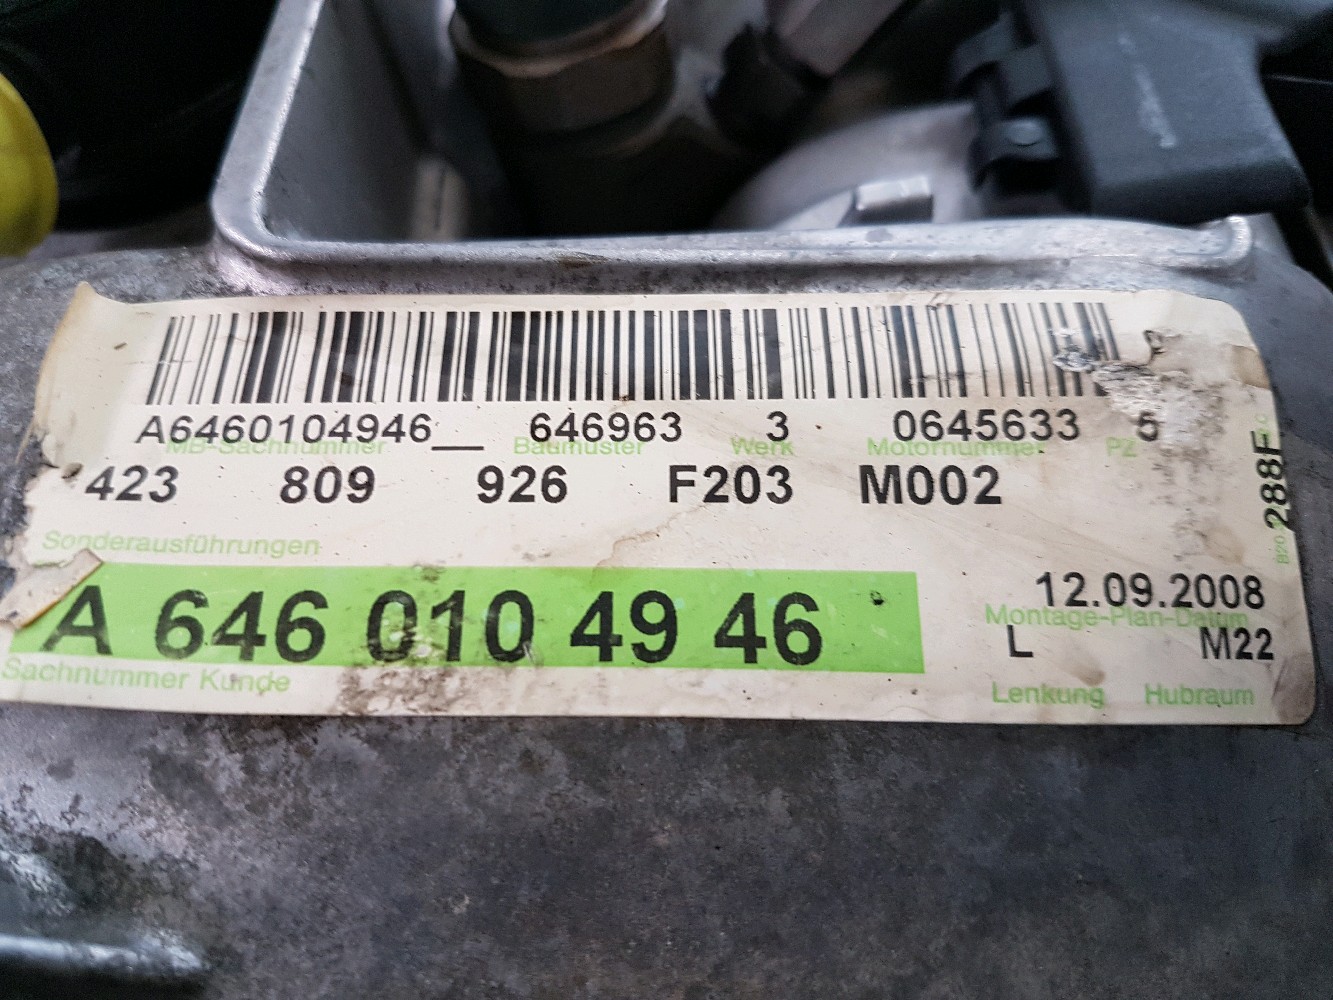 A6460104946__ 646963 3 0645633 5
MB-Sachnummer Baumuster Werk Motornummer PZ
423 809 926 F203 M002
288F
Sonderausführungen
A 646 010 49 46
Sachnummer Kunde
12.09.2008
Montage-Plan-Datum
L M22
Lenkung Hubraum